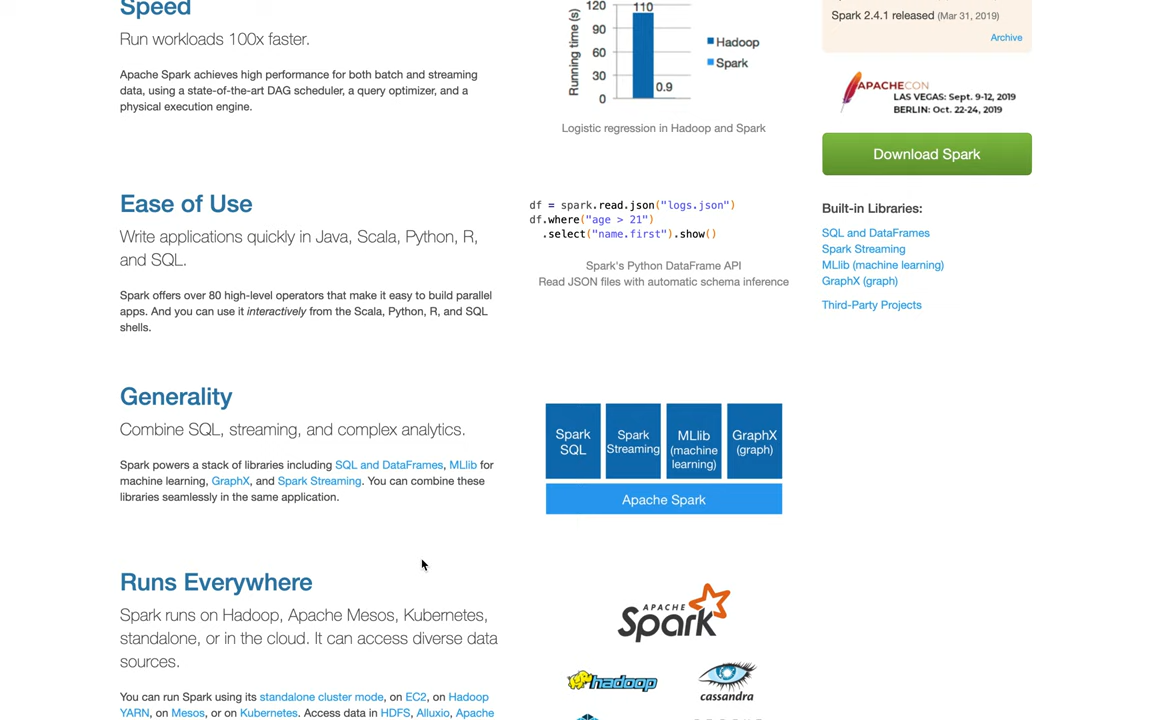 Speed
Run workloads 100x faster.
Apache Spark achieves high performance for both batch and streaming
data, using a state-of-the-art DAG scheduler, a query optimizer, and a
physical execution engine.
Running time (s)
120
90
60
30
0
110
0.9
Hadoop
Spark
Logistic regression in Hadoop and Spark
Ease of Use
Write applications quickly in Java, Scala, Python, R,
and SQL.
Spark offers over 80 high-level operators that make it easy to build parallel
apps. And you can use it interactively from the Scala, Python, R, and SQL
shells.
df = spark.read.json("logs.json")
df.where("age > 21")
.select("name.first").show()
Spark's Python DataFrame API
Read JSON files with automatic schema inference
Generality
Combine SQL, streaming, and complex analytics.
Spark powers a stack of libraries including SQL and DataFrames, MLlib for
machine learning, GraphX, and Spark Streaming. You can combine these
libraries seamlessly in the same application.
Spark
SQL
Spark
Streaming
MLlib
(machine
learning)
GraphX
(graph)
Apache Spark
Runs Everywhere
Spark runs on Hadoop, Apache Mesos, Kubernetes,
standalone, or in the cloud. It can access diverse data
sources.
You can run Spark using its standalone cluster mode, on EC2, on Hadoop
YARN, on Mesos, or on Kubernetes. Access data in HDFS, Alluxio, Apache
APACHE
Spark
hadoop
cassandra
Spark 2.4.1 released (Mar 31, 2019)
Archive
APACHECON
LAS VEGAS: Sept. 9-12, 2019
BERLIN: Oct. 22-24, 2019
Download Spark
Built-in Libraries:
SQL and DataFrames
Spark Streaming
MLlib (machine learning)
GraphX (graph)
Third-Party Projects